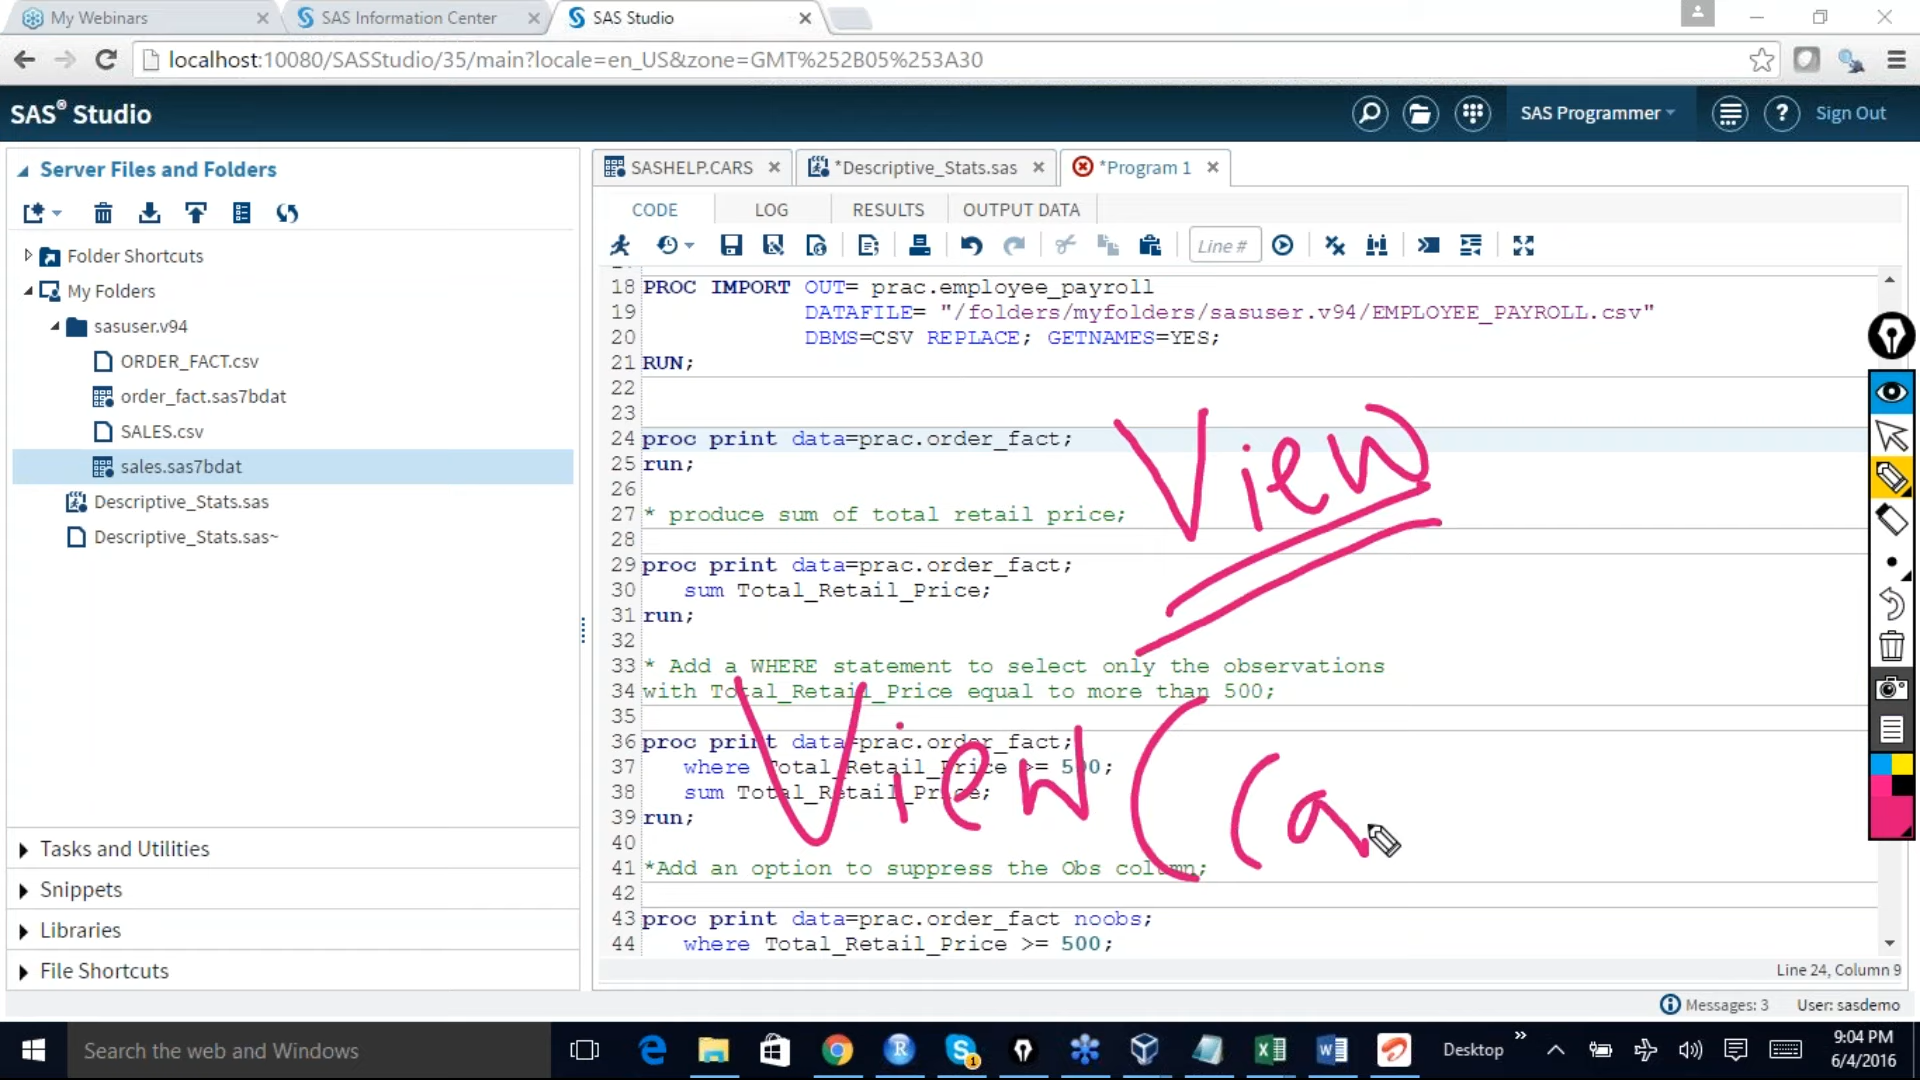 My Webinars
SAS Information Center
SAS Studio
localhost:10080/SASStudio/35/main?locale=en_US&zone=GMT%252B05%253A30
SAS® Studio
SAS Programmer
Sign Out
Server Files and Folders
Folder Shortcuts
My Folders
sasuser.v94
ORDER_FACT.csv
order_fact.sas7bdat
SALES.csv
sales.sas7bdat
Descriptive_Stats.sas
Descriptive_Stats.sas~
Tasks and Utilities
Snippets
Libraries
File Shortcuts
SASHELP.CARS
*Descriptive_Stats.sas
*Program 1
CODE
LOG
RESULTS
OUTPUT DATA
Line #
18 PROC IMPORT OUT= prac.employee_payroll
19 DATAFILE= "/folders/myfolders/sasuser.v94/EMPLOYEE_PAYROLL.csv"
20 DBMS=CSV REPLACE; GETNAMES=YES;
21 RUN;
22
23
24 proc print data=prac.order_fact;
25 run;
26
27 * produce sum of total retail price;
28
29 proc print data=prac.order_fact;
30 sum Total_Retail_Price;
31 run;
32
33 * Add a WHERE statement to select only the observations
34 with Total_Retail_Price equal to more than 500;
35
36 proc print data=prac.order_fact;
37 where Total_Retail_Price >= 500;
38 sum Total_Retail_Price;
39 run;
40
41 *Add an option to suppress the Obs column;
42
43 proc print data=prac.order_fact noobs;
44 where Total_Retail_Price >= 500;
View
View(Ca
Line 24, Column 9
Messages: 3
User: sasdemo
Search the web and Windows
Desktop
9:04 PM
6/4/2016